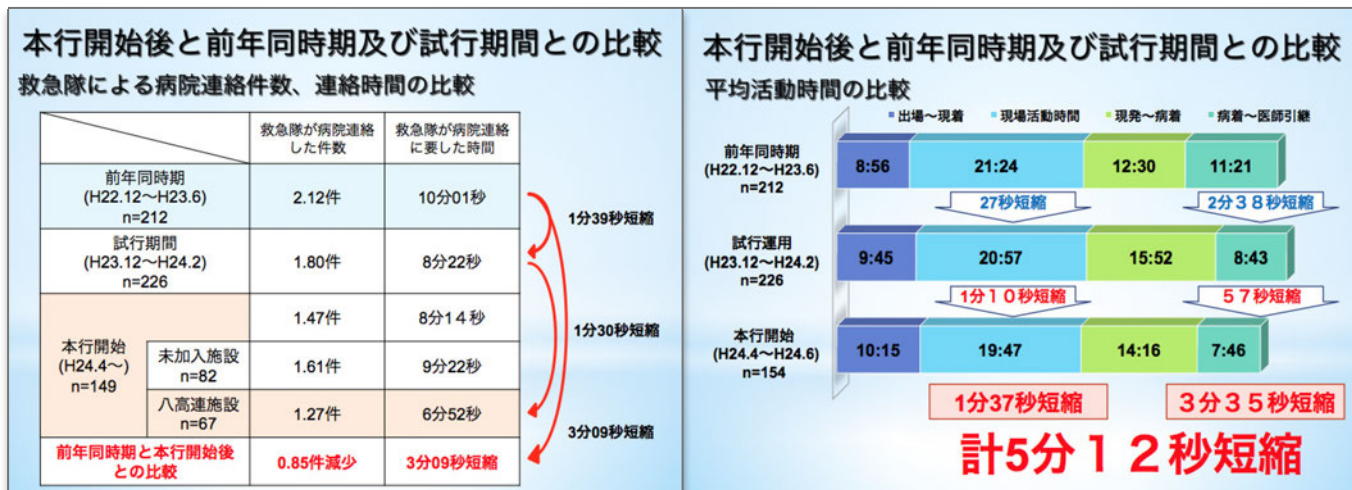 本行開始後と前年同時期及び試行期間との比較
救急隊による病院連絡件数、連絡時間の比較
救急隊が病院連絡
した件数
救急隊が病院連絡
に要した時間
前年同時期
(H22.12〜H23.6)
n=212
2.12件
10分01秒
試行期間
(H23.12〜H24.2)
n=226
1.80件
8分22秒
本行開始
(H24.4〜)
n=149
1.47件
8分14秒
未加入施設
n=82
1.61件
9分22秒
八高連施設
n=67
1.27件
6分52秒
前年同時期と本行開始後
との比較
0.85件減少
3分09秒短縮
1分39秒短縮
1分30秒短縮
3分09秒短縮
本行開始後と前年同時期及び試行期間との比較
平均活動時間の比較
出場〜現着
現場活動時間
現発〜病着
病着〜医師引継
前年同時期
(H22.12〜H23.6)
n=212
8:56
21:24
12:30
11:21
27秒短縮
2分38秒短縮
試行運用
(H23.12〜H24.2)
n=226
9:45
20:57
15:52
8:43
1分10秒短縮
57秒短縮
本行開始
(H24.4〜H24.6)
n=154
10:15
19:47
14:16
7:46
1分37秒短縮
3分35秒短縮
計5分12秒短縮